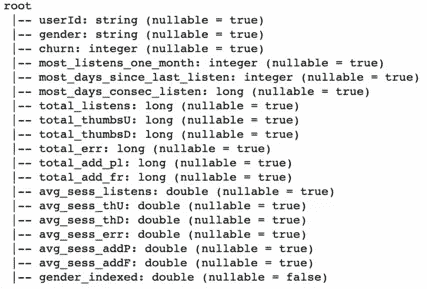 root
|-- userId: string (nullable = true)
|-- gender: string (nullable = true)
|-- churn: integer (nullable = true)
|-- most_listens_one_month: integer (nullable = true)
|-- most_days_since_last_listen: integer (nullable = true)
|-- most_days_consec_listen: long (nullable = true)
|-- total_listens: long (nullable = true)
|-- total_thumbsU: long (nullable = true)
|-- total_thumbsD: long (nullable = true)
|-- total_err: long (nullable = true)
|-- total_add_pl: long (nullable = true)
|-- total_add_fr: long (nullable = true)
|-- avg_sess_listens: double (nullable = true)
|-- avg_sess_thU: double (nullable = true)
|-- avg_sess_thD: double (nullable = true)
|-- avg_sess_err: double (nullable = true)
|-- avg_sess_addP: double (nullable = true)
|-- avg_sess_addF: double (nullable = true)
|-- gender_indexed: double (nullable = false)